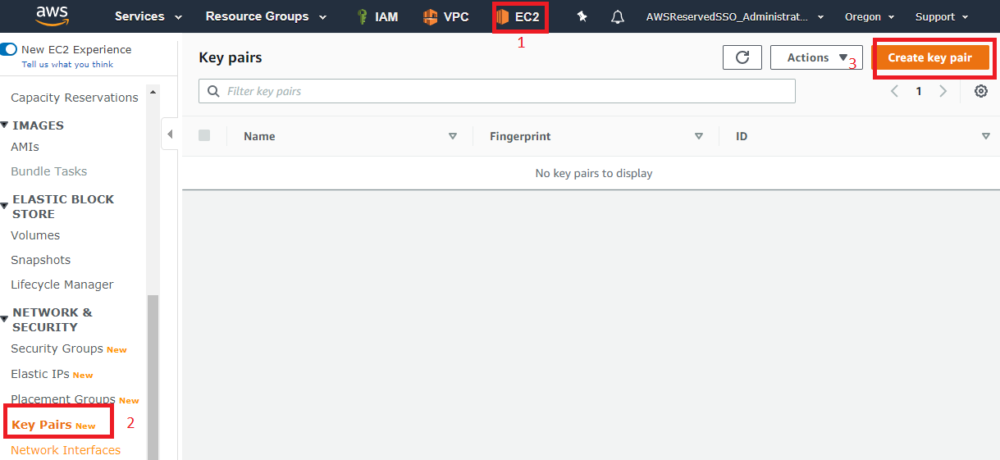 aws Services Resource Groups IAM VPC EC2 AWSReservedSSO_Administrat... Oregon Support
1
New EC2 Experience
Tell us what you think
Key pairs
Actions
3
Create key pair
Filter key pairs
1
Name Fingerprint ID
No key pairs to display
Capacity Reservations
IMAGES
AMIs
Bundle Tasks
ELASTIC BLOCK
STORE
Volumes
Snapshots
Lifecycle Manager
NETWORK &
SECURITY
Security Groups New
Elastic IPs New
Placement Groups New
Key Pairs New 2
Network Interfaces